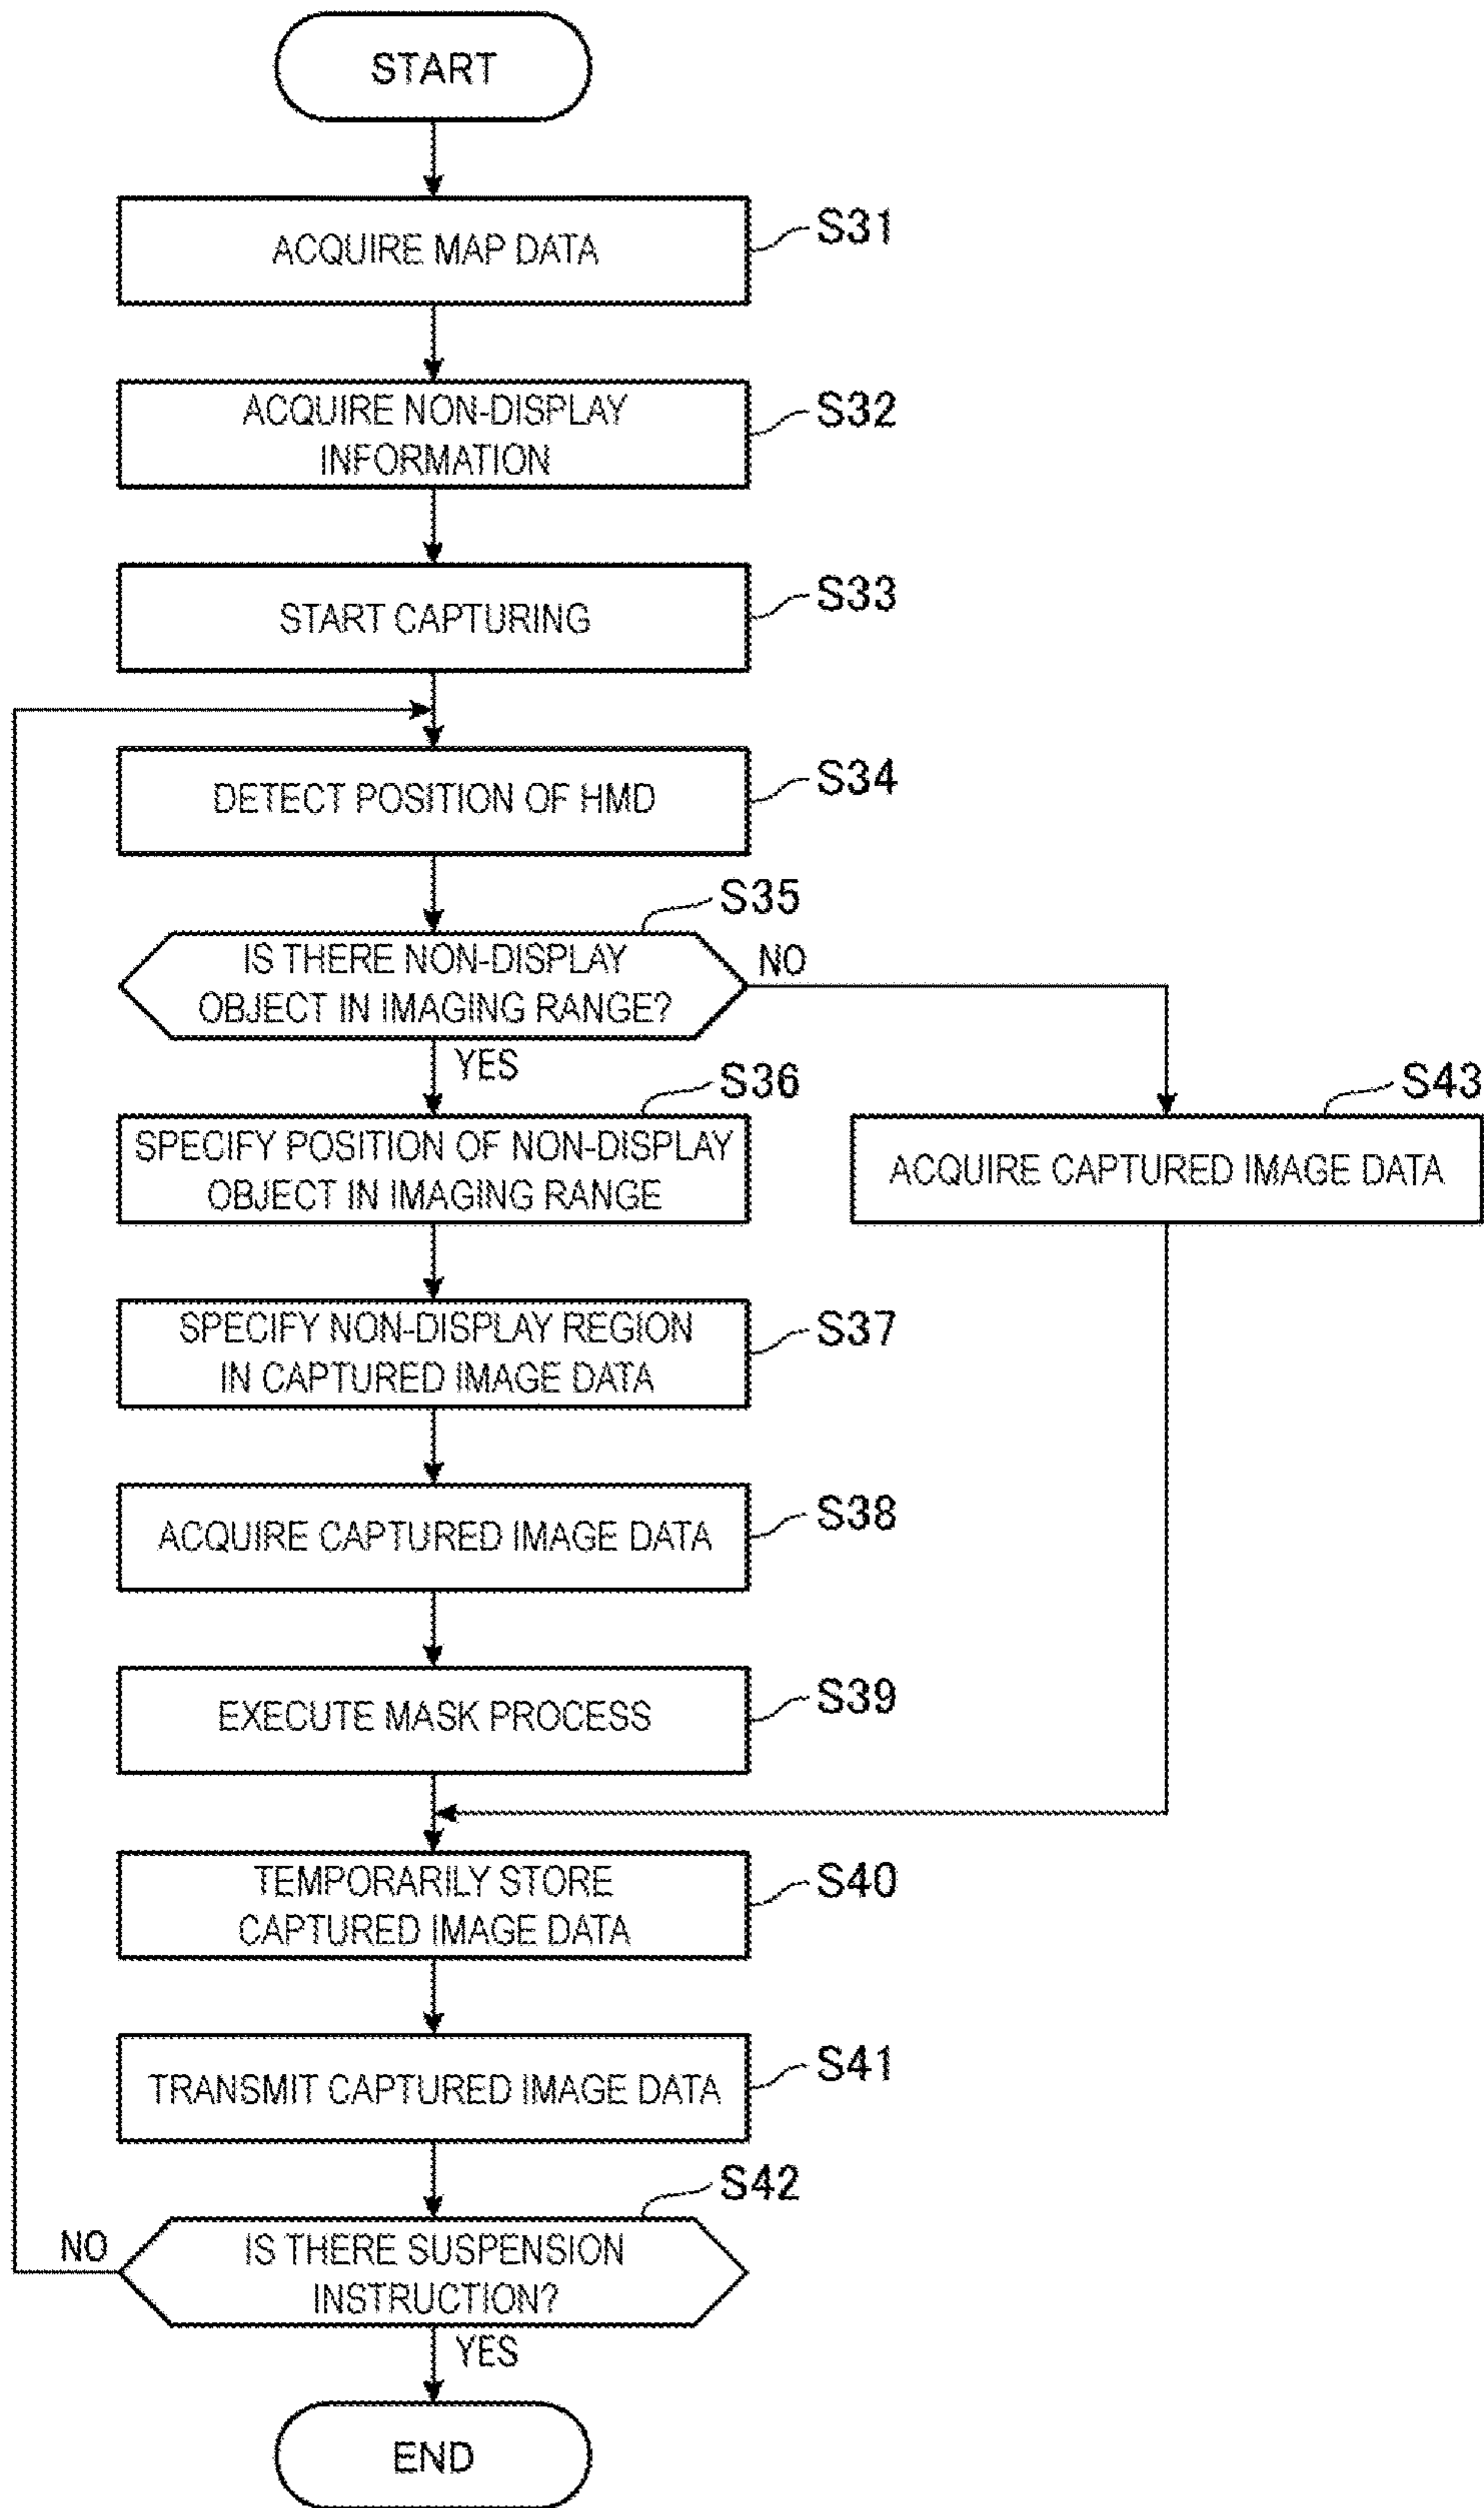 START
ACQUIRE MAP DATA
S31
ACQUIRE NON-DISPLAY
INFORMATION
S32
START CAPTURING
S33
DETECT POSITION OF HMD
S34
S35
IS THERE NON-DISPLAY
OBJECT IN IMAGING RANGE?
NO
YES
S36
SPECIFY POSITION OF NON-DISPLAY
OBJECT IN IMAGING RANGE
S43
ACQUIRE CAPTURED IMAGE DATA
SPECIFY NON-DISPLAY REGION
IN CAPTURED IMAGE DATA
S37
ACQUIRE CAPTURED IMAGE DATA
S38
EXECUTE MASK PROCESS
S39
TEMPORARILY STORE
CAPTURED IMAGE DATA
S40
TRANSMIT CAPTURED IMAGE DATA
S41
S42
IS THERE SUSPENSION
INSTRUCTION?
NO
YES
END